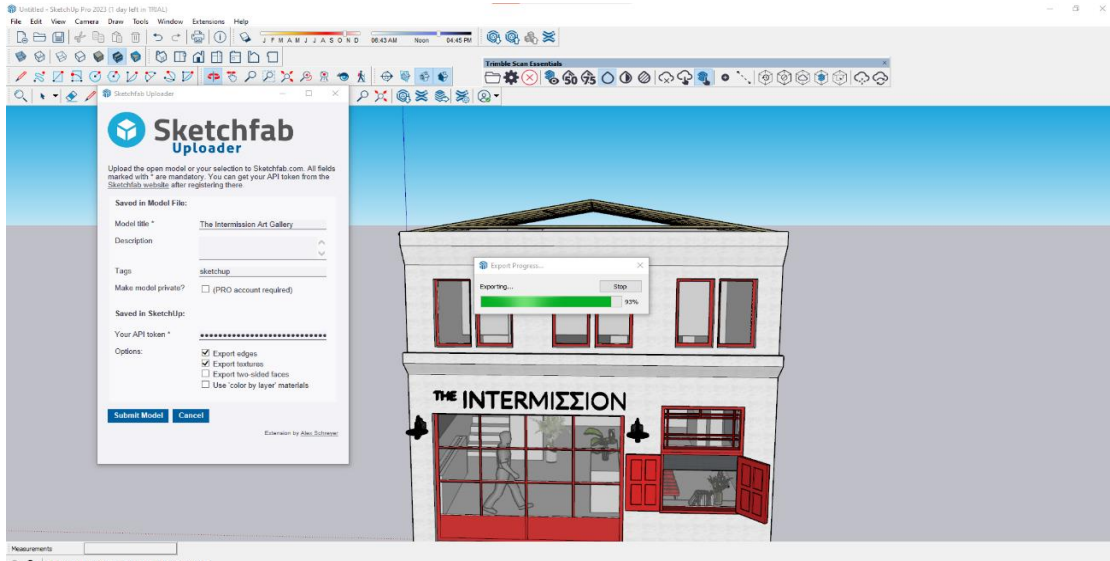 Untitled - SketchUp Pro 2023 (1 day left in TRIAL)
File Edit View Camera Draw Tools Window Extensions Help
J F M A M J J A S O N D 06:43 AM Noon 04:45 PM
Trimble Scan Essentials
Sketchfab Uploader
Sketchfab
Uploader
Upload the open model or your selection to Sketchfab.com. All fields
marked with * are mandatory. You can get your API token from the
Sketchfab website after registering there.
Saved in Model File:
Model title * The Intermission Art Gallery
Description
Tags sketchup
Make model private? (PRO account required)
Saved in SketchUp:
Your API token *
Options: Export edges
Export textures
Export two-sided faces
Use 'color by layer' materials
Submit Model Cancel
Extension by Alex Schreyer
Export Progress...
Exporting... Stop
93%
THE INTERMIΣΣION
Measurements